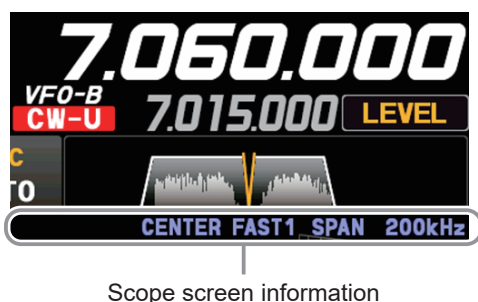 7.060.000
VFO-B
CW-U 7.015.000 LEVEL
C
TO
CENTER FAST1 SPAN 200kHz
Scope screen information